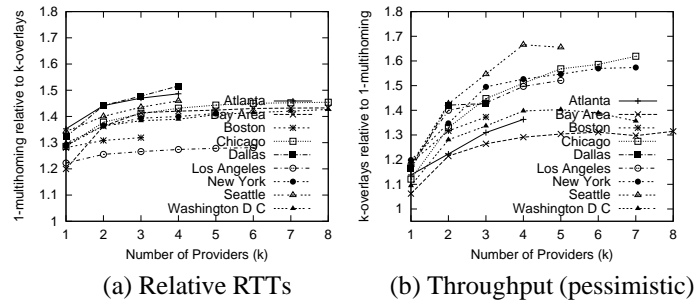 1-multihoming relative to k-overlays
1.8
1.7
1.6
1.5
1.4
1.3
1.2
1.1
1
1 2 3 4 5 6 7 8
Number of Providers (k)
Atlanta
Bay Area
Boston
Chicago
Dallas
Los Angeles
New York
Seattle
Washington D C
(a) Relative RTTs
k-overlays relative to 1-multihoming
1.8
1.7
1.6
1.5
1.4
1.3
1.2
1.1
1
1 2 3 4 5 6 7 8
Number of Providers (k)
Atlanta
Bay Area
Boston
Chicago
Dallas
Los Angeles
New York
Seattle
Washington D C
(b) Throughput (pessimistic)